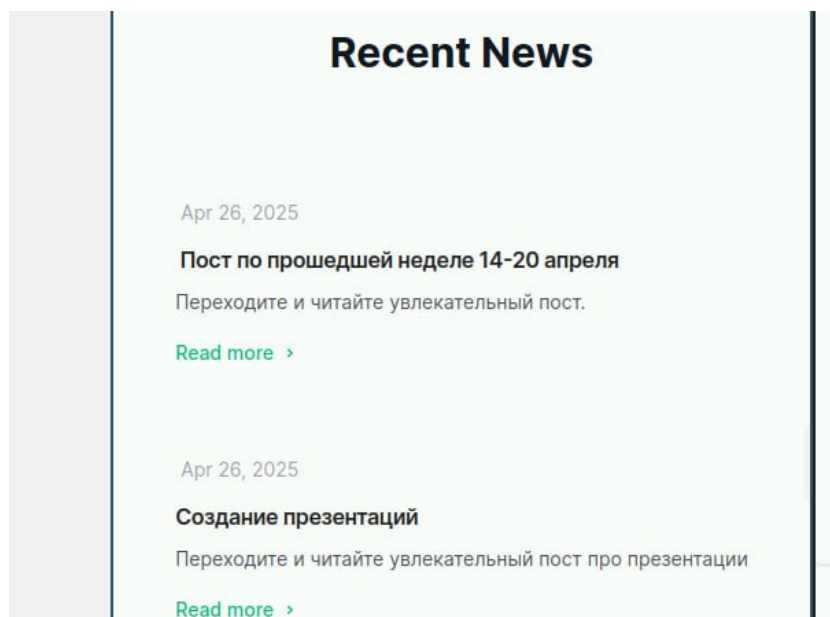 Recent News
Apr 26, 2025
Пост по прошедшей неделе 14-20 апреля
Переходите и читайте увлекательный пост.
Read more ›
Apr 26, 2025
Создание презентаций
Переходите и читайте увлекательный пост про презентации
Read more ›